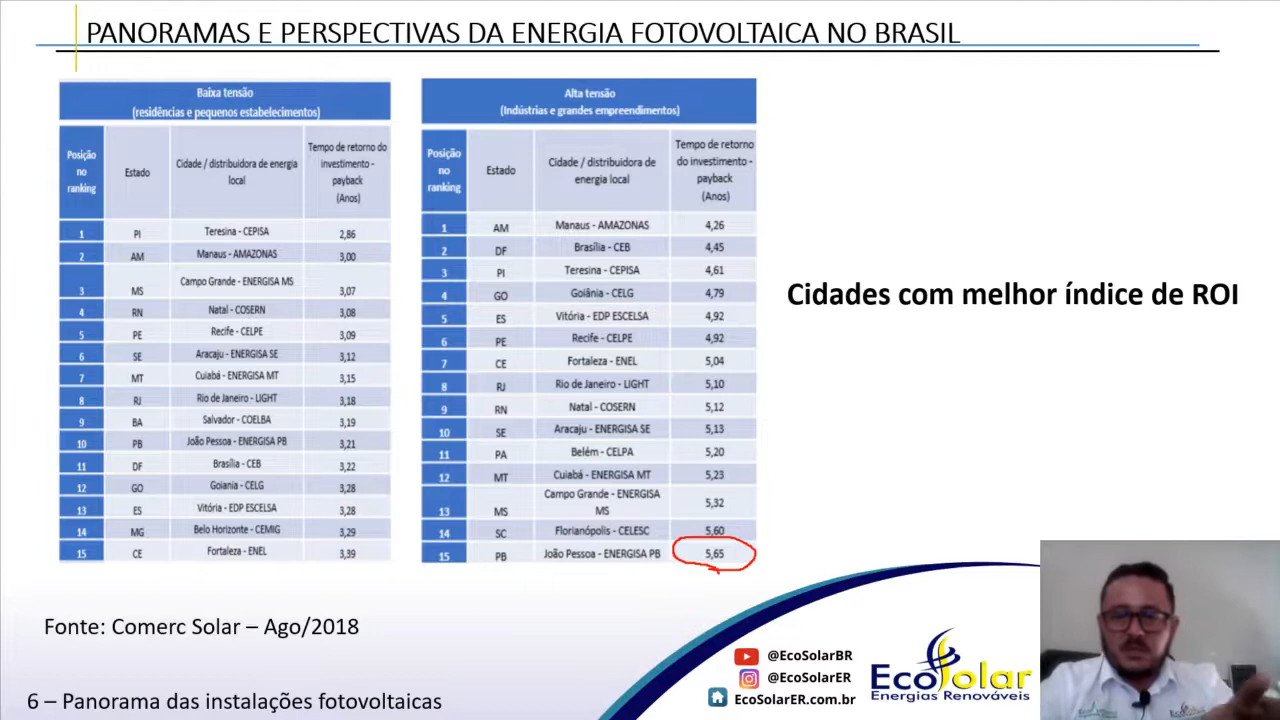 PANORAMAS E PERSPECTIVAS DA ENERGIA FOTOVOLTAICA NO BRASIL
Baixa tensão
(residências e pequenos estabelecimentos)
Posição no ranking Estado Cidade / distribuidora de energia local Tempo de retorno do investimento - payback (Anos)
1 PI Teresina - CEPISA 2,86
2 AM Manaus - AMAZONAS 3,00
3 MS Campo Grande - ENERGISA MS 3,07
4 RN Natal - COSERN 3,08
5 PE Recife - CELPE 3,09
6 SE Aracaju - ENERGISA SE 3,12
7 MT Cuiabá - ENERGISA MT 3,15
8 RJ Rio de Janeiro - LIGHT 3,18
9 BA Salvador - COELBA 3,19
10 PB João Pessoa - ENERGISA PB 3,21
11 DF Brasília - CEB 3,22
12 GO Goiania - CELG 3,28
13 ES Vitória - EDP ESCELSA 3,28
14 MG Belo Horizonte - CEMIG 3,29
15 CE Fortaleza - ENEL 3,39
Alta tensão
(Indústrias e grandes empreendimentos)
Posição no ranking Estado Cidade / distribuidora de energia local Tempo de retorno do investimento - payback (Anos)
1 AM Manaus - AMAZONAS 4,26
2 DF Brasília - CEB 4,45
3 PI Teresina - CEPISA 4,61
4 GO Goiânia - CELG 4,79
5 ES Vitória - EDP ESCELSA 4,92
6 PE Recife - CELPE 4,92
7 CE Fortaleza - ENEL 5,04
8 RJ Rio de Janeiro - LIGHT 5,10
9 RN Natal - COSERN 5,12
10 SE Aracaju - ENERGISA SE 5,13
11 PA Belém - CELPA 5,20
12 MT Cuiabá - ENERGISA MT 5,23
13 MS Campo Grande - ENERGISA MS 5,32
14 SC Florianópolis - CELESC 5,60
15 PB João Pessoa - ENERGISA PB 5,65
Cidades com melhor índice de ROI
Fonte: Comerc Solar – Ago/2018
@EcoSolarBR
@EcoSolarER
EcoSolarER.com.br
EcoSolar
Energias Renováveis
6 – Panorama das instalações fotovoltaicas